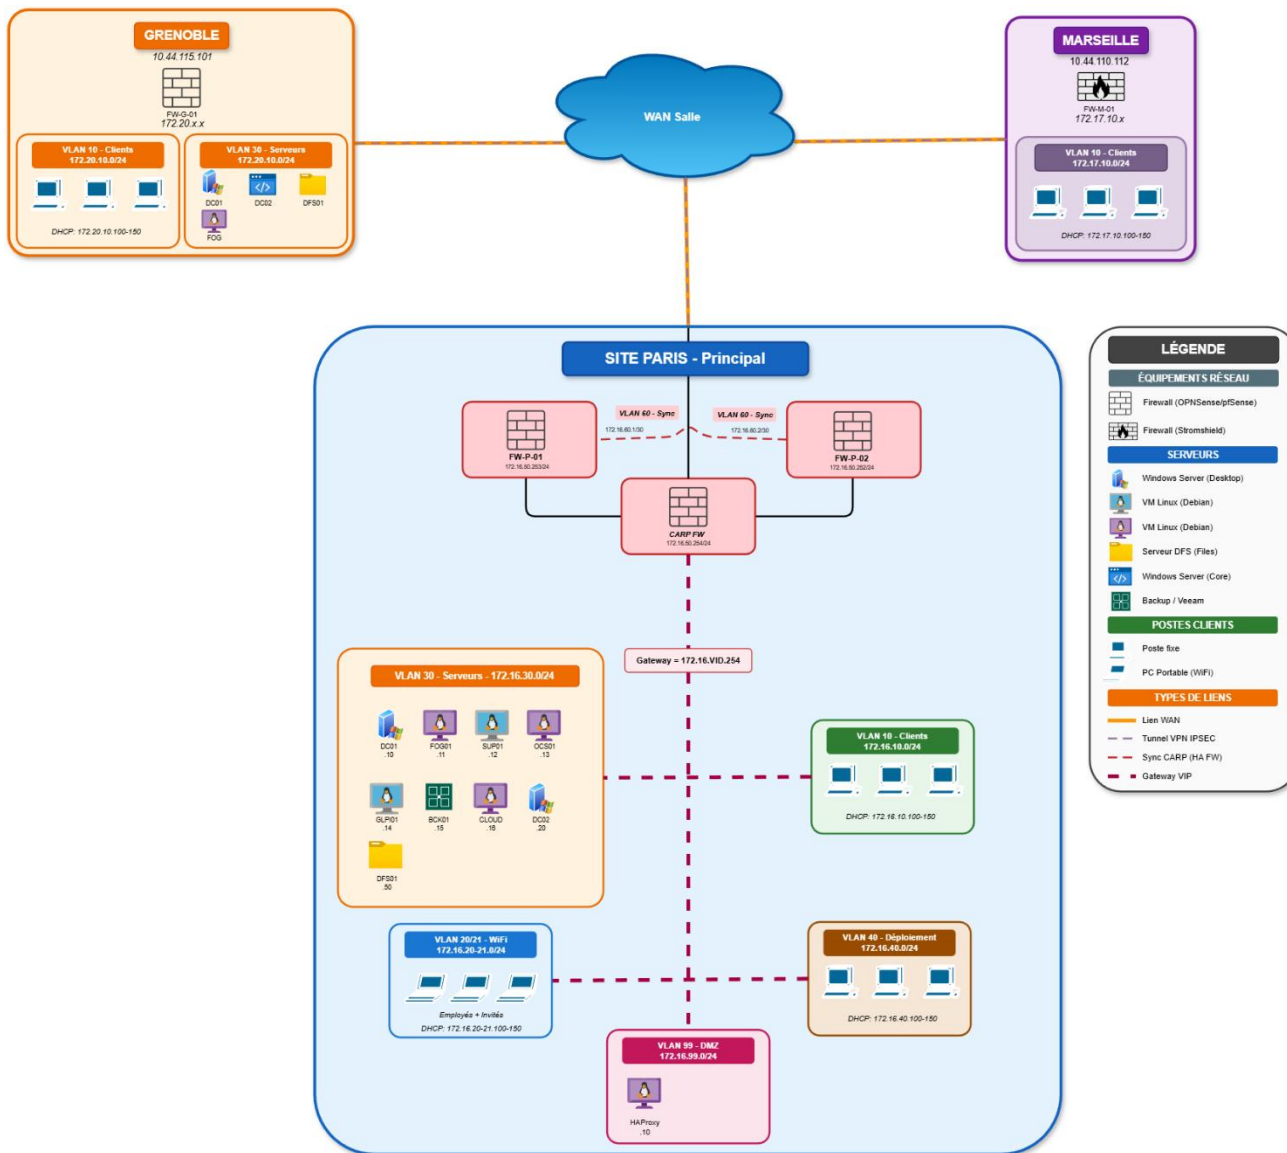 GRENOBLE
10.44.115.101
FW-G-01
172.20.x.x
VLAN 10 - Clients
172.20.10.0/24
DHCP: 172.20.10.100-150
VLAN 30 - Serveurs
172.20.10.0/24
DC01
DC02
DFS01
FOG
WAN Salle
MARSEILLE
10.44.110.112
FW-M-01
172.17.10.x
VLAN 10 - Clients
172.17.10.0/24
DHCP: 172.17.10.100-150
SITE PARIS - Principal
VLAN 60 - Sync
172.16.60.1/30
VLAN 60 - Sync
172.16.60.2/30
FW-P-01
172.16.50.253/24
FW-P-02
172.16.50.252/24
CARP FW
172.16.50.254/24
Gateway = 172.16.VID.254
VLAN 30 - Serveurs - 172.16.30.0/24
DC01
.10
FOG01
.11
SUP01
.12
OCS01
.13
GLPI01
.14
BCK01
.15
CLOUD
.16
DC02
.20
DFS01
.50
VLAN 10 - Clients
172.16.10.0/24
DHCP: 172.16.10.100-150
VLAN 20/21 - WiFi
172.16.20-21.0/24
Employés + Invités
DHCP: 172.16.20-21.100-150
VLAN 40 - Déploiement
172.16.40.0/24
DHCP: 172.16.40.100-150
VLAN 99 - DMZ
172.16.99.0/24
HAProxy
.10
LÉGENDE
ÉQUIPEMENTS RÉSEAU
Firewall (OPNSense/pfSense)
Firewall (Stromshield)
SERVEURS
Windows Server (Desktop)
VM Linux (Debian)
VM Linux (Debian)
Serveur DFS (Files)
Windows Server (Core)
Backup / Veeam
POSTES CLIENTS
Poste fixe
PC Portable (WiFi)
TYPES DE LIENS
Lien WAN
Tunnel VPN IPSEC
Sync CARP (HA FW)
Gateway VIP